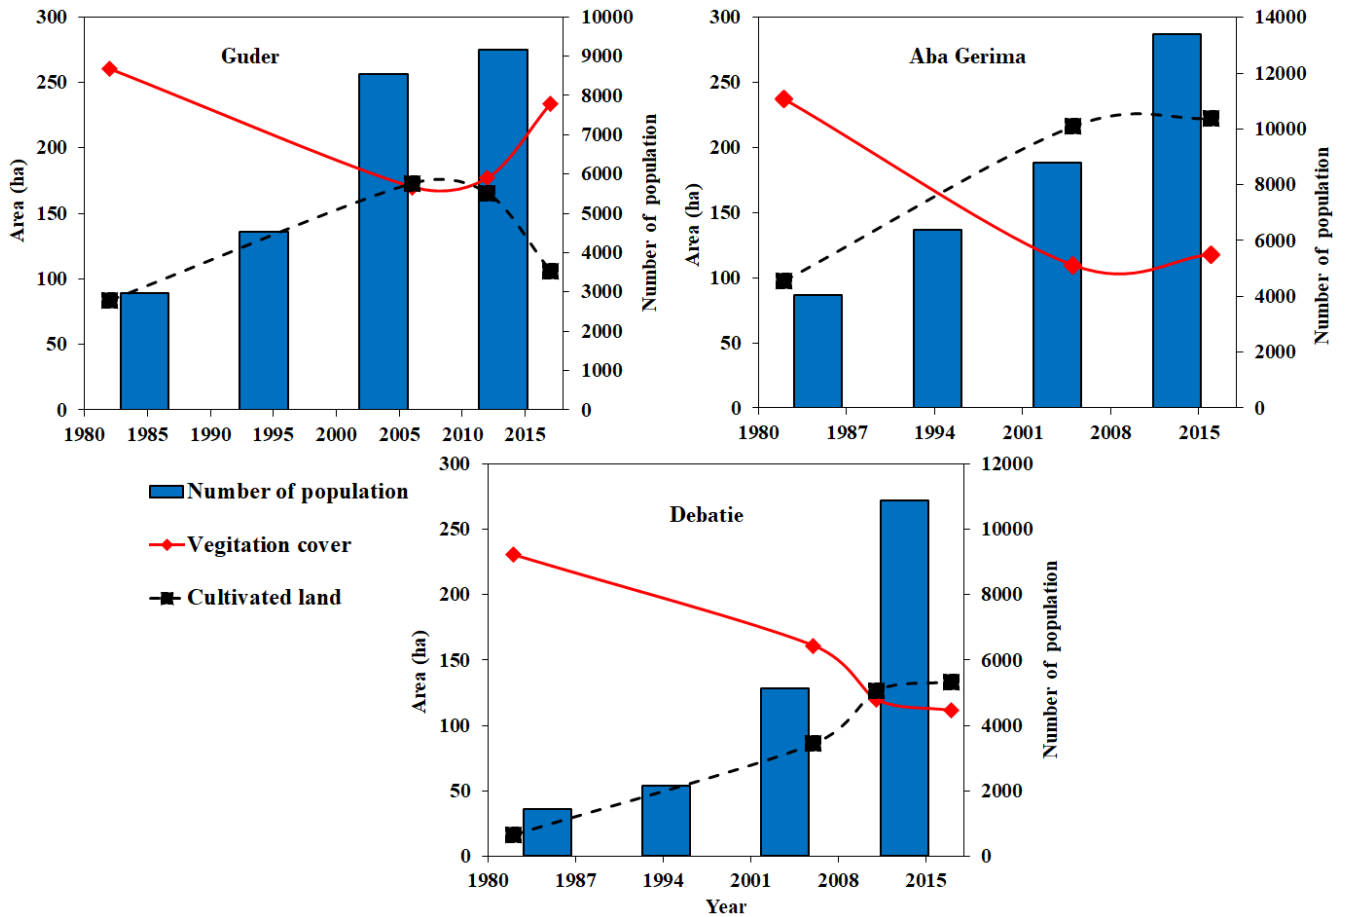 Guder
300
250
200
150
100
50
0
Area (ha)
10000
9000
8000
7000
6000
5000
4000
3000
2000
1000
0
Number of population
1980 1985 1990 1995 2000 2005 2010 2015
Aba Gerima
300
250
200
150
100
50
0
Area (ha)
14000
12000
10000
8000
6000
4000
2000
0
Number of population
1980 1987 1994 2001 2008 2015
Number of population
Vegitation cover
Cultivated land
Debatie
300
250
200
150
100
50
0
Area (ha)
12000
10000
8000
6000
4000
2000
0
Number of population
1980 1987 1994 2001 2008 2015
Year